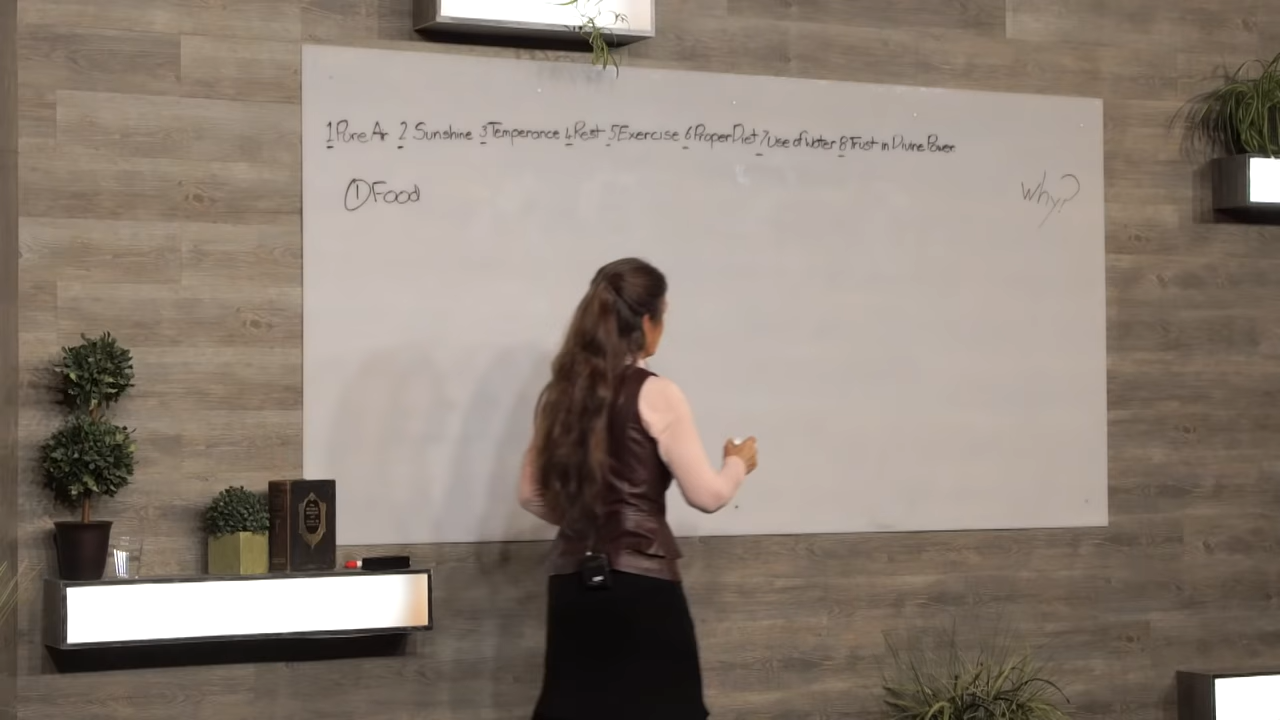 1 Pure Air 2 Sunshine 3 Temperance 4 Rest 5 Exercise 6 Proper Diet 7 Use of Water 8 Trust in Divine Power
① Food
Why?